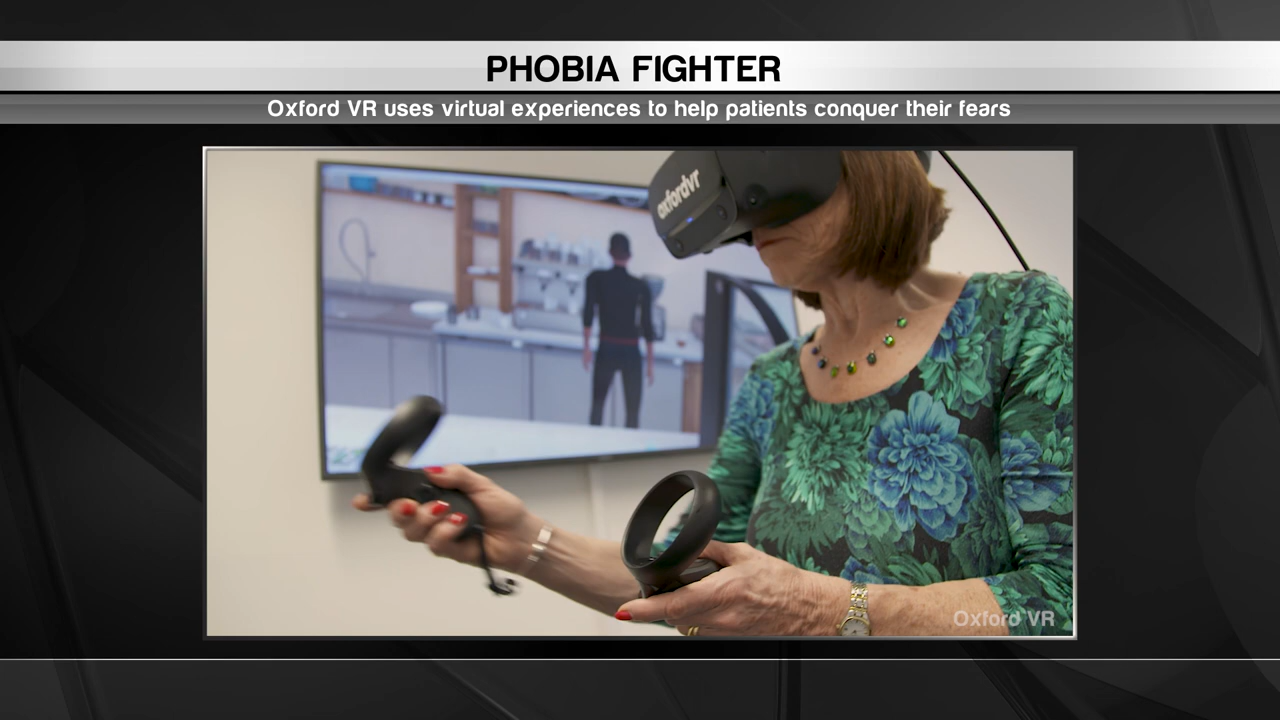 PHOBIA FIGHTER
Oxford VR uses virtual experiences to help patients conquer their fears
oxfordvr
Oxford VR